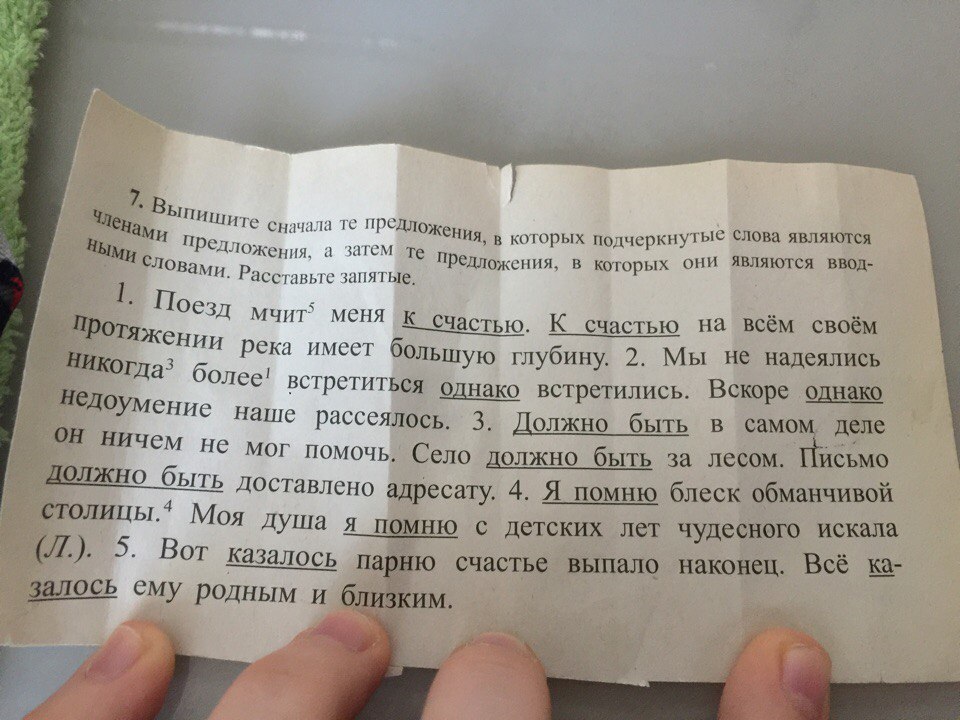 7. Выпишите сначала те предложения, в которых подчеркнутые слова являются
членами предложения, а затем те предложения, в которых они являются ввод-
ными словами. Расставьте запятые.
1. Поезд мчит⁵ меня к счастью. К счастью на всём своём
протяжении река имеет большую глубину. 2. Мы не надеялись
никогда³ более¹ встретиться однако встретились. Вскоре однако
недоумение наше рассеялось. 3. Должно быть в самом деле
он ничем не мог помочь. Село должно быть за лесом. Письмо
должно быть доставлено адресату. 4. Я помню блеск обманчивой
столицы.⁴ Моя душа я помню с детских лет чудесного искала
(Л.). 5. Вот казалось парню счастье выпало наконец. Всё ка-
залось ему родным и близким.